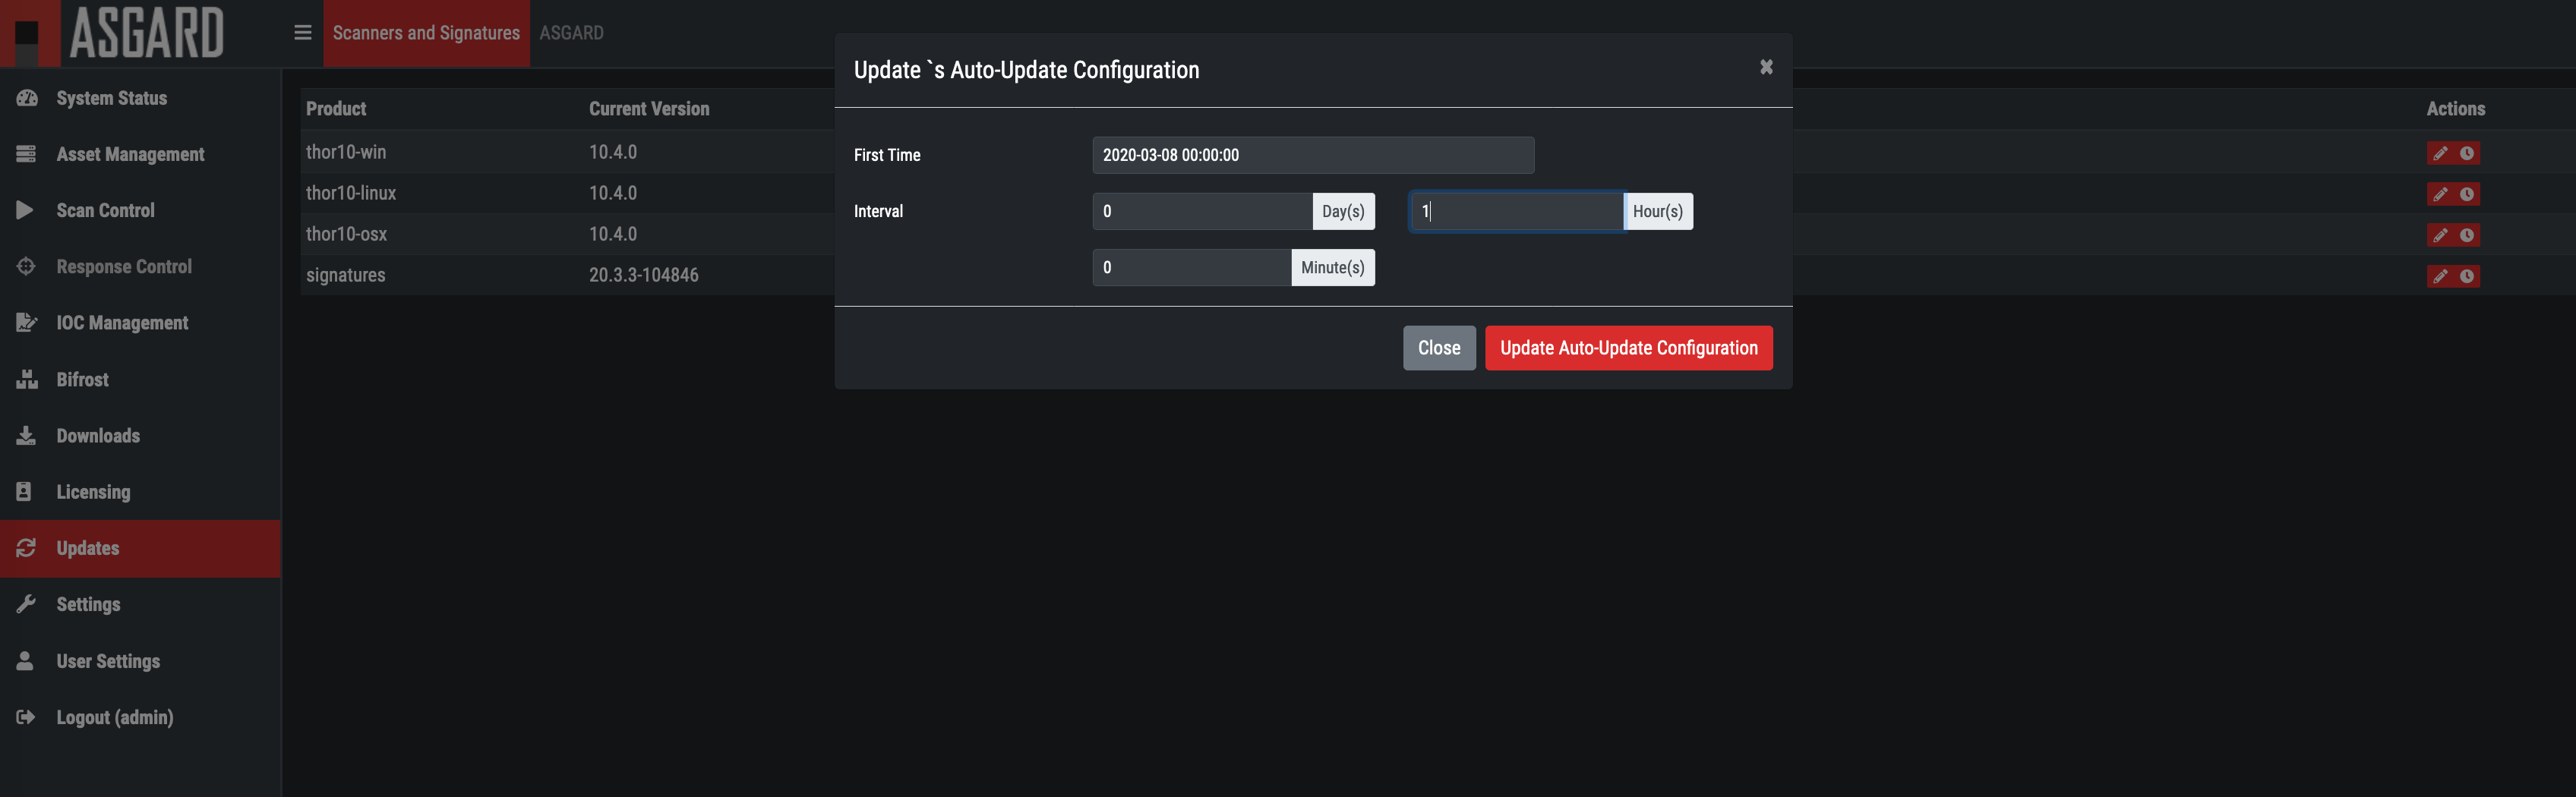 ASGARD
Scanners and Signatures ASGARD
System Status
Asset Management
Scan Control
Response Control
IOC Management
Bifrost
Downloads
Licensing
Updates
Settings
User Settings
Logout (admin)
Product Current Version Actions
thor10-win 10.4.0
thor10-linux 10.4.0
thor10-osx 10.4.0
signatures 20.3.3-104846
Update `s Auto-Update Configuration
First Time 2020-03-08 00:00:00
Interval 0 Day(s) 1 Hour(s)
0 Minute(s)
Close Update Auto-Update Configuration